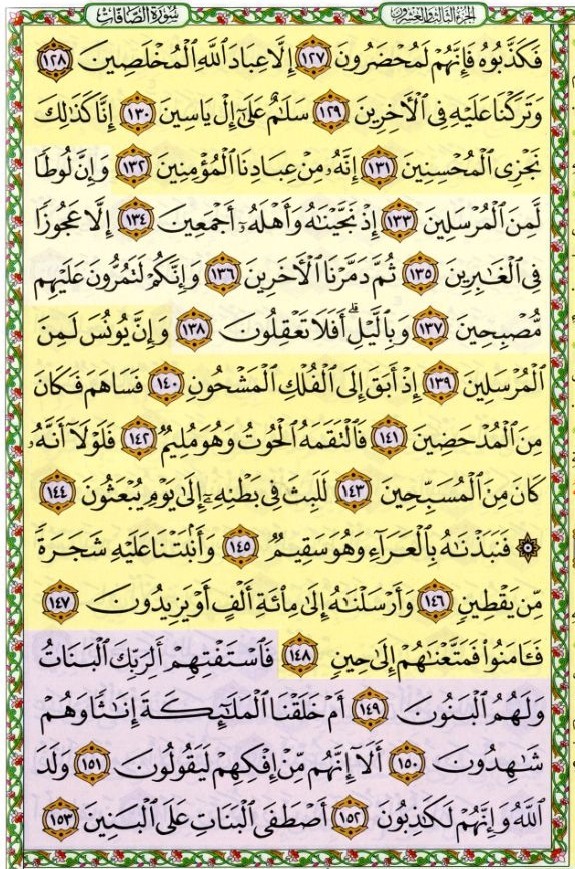 الجزء الثالث والعشرون
سورة الصافات
فَكَذَّبُوهُ فَإِنَّهُمْ لَمُحْضَرُونَ ١٢٧ إِلَّا عِبَادَ ٱللَّهِ ٱلْمُخْلَصِينَ ١٢٨
وَتَرَكْنَا عَلَيْهِ فِى ٱلْأَخِرِينَ ١٢٩ سَلَـٰمٌ عَلَىٰٓ إِلْ يَاسِينَ ١٣٠ إِنَّا كَذَٰلِكَ
نَجْزِى ٱلْمُحْسِنِينَ ١٣١ إِنَّهُۥ مِنْ عِبَادِنَا ٱلْمُؤْمِنِينَ ١٣٢ وَإِنَّ لُوطًا
لَّمِنَ ٱلْمُرْسَلِينَ ١٣٣ إِذْ نَجَّيْنَـٰهُ وَأَهْلَهُۥٓ أَجْمَعِينَ ١٣٤ إِلَّا عَجُوزًا
فِى ٱلْغَـٰبِرِينَ ١٣٥ ثُمَّ دَمَّرْنَا ٱلْأَخَرِينَ ١٣٦ وَإِنَّكُمْ لَتَمُرُّونَ عَلَيْهِم
مُّصْبِحِينَ ١٣٧ وَبِٱلَّيْلِ ۗ أَفَلَا تَعْقِلُونَ ١٣٨ وَإِنَّ يُونُسَ لَمِنَ
ٱلْمُرْسَلِينَ ١٣٩ إِذْ أَبَقَ إِلَى ٱلْفُلْكِ ٱلْمَشْحُونِ ١٤٠ فَسَاهَمَ فَكَانَ
مِنَ ٱلْمُدْحَضِينَ ١٤١ فَٱلْتَقَمَهُ ٱلْحُوتُ وَهُوَ مُلِيمٌ ١٤٢ فَلَوْلَآ أَنَّهُۥ
كَانَ مِنَ ٱلْمُسَبِّحِينَ ١٤٣ لَلَبِثَ فِى بَطْنِهِۦٓ إِلَىٰ يَوْمِ يُبْعَثُونَ ١٤٤
۞ فَنَبَذْنَـٰهُ بِٱلْعَرَآءِ وَهُوَ سَقِيمٌ ١٤٥ وَأَنۢبَتْنَا عَلَيْهِ شَجَرَةً
مِّن يَقْطِينٍ ١٤٦ وَأَرْسَلْنَـٰهُ إِلَىٰ مِا۟ئَةِ أَلْفٍ أَوْ يَزِيدُونَ ١٤٧
فَـَٔامَنُوا۟ فَمَتَّعْنَـٰهُمْ إِلَىٰ حِينٍ ١٤٨ فَٱسْتَفْتِهِمْ أَلِرَبِّكَ ٱلْبَنَاتُ
وَلَهُمُ ٱلْبَنُونَ ١٤٩ أَمْ خَلَقْنَا ٱلْمَلَـٰٓئِكَةَ إِنَـٰثًا وَهُمْ
شَـٰهِدُونَ ١٥٠ أَلَآ إِنَّهُم مِّنْ إِفْكِهِمْ لَيَقُولُونَ ١٥١ وَلَدَ
ٱللَّهُ وَإِنَّهُمْ لَكَـٰذِبُونَ ١٥٢ أَصْطَفَى ٱلْبَنَاتِ عَلَى ٱلْبَنِينَ ١٥٣